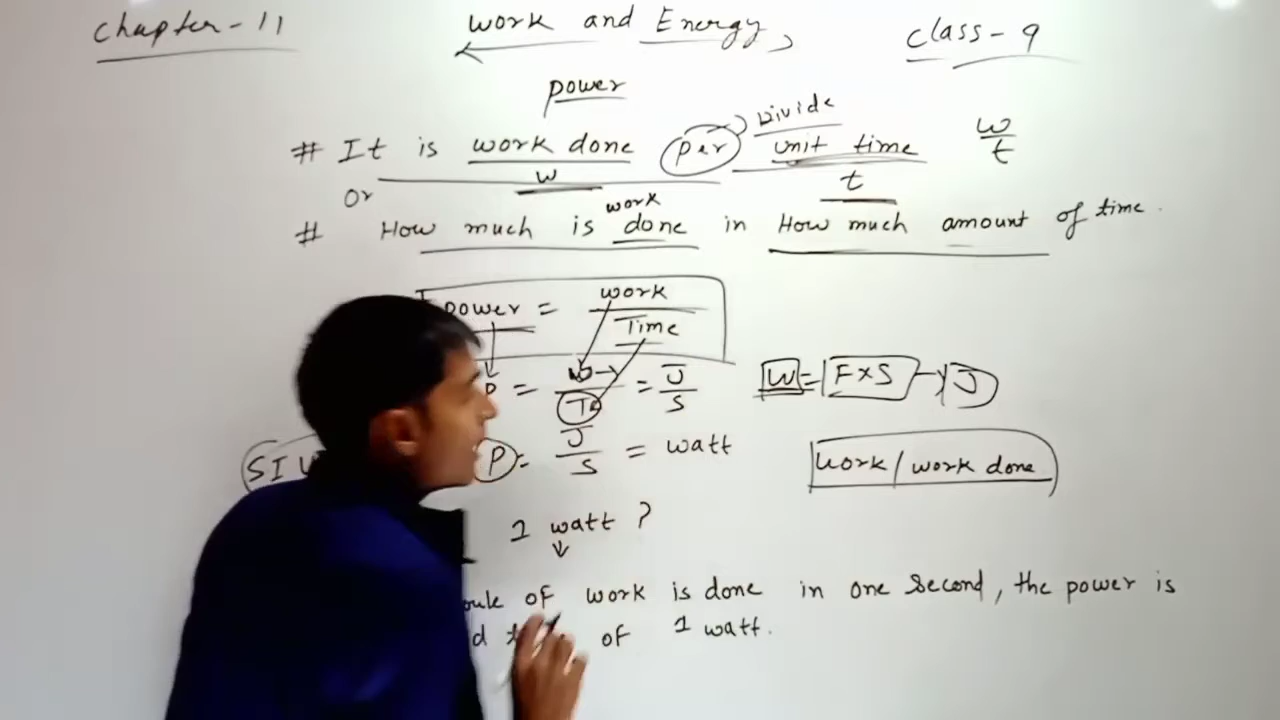 Chapter-11 Work and Energy Class-9
power
Divide
# It is work done per unit time w/t
w t
Or
work
# How much is done in How much amount of time.
power = work / Time
P = W / T = J / S W = F×S → J
SI P = J / S = watt work/work done
1 watt ?
of work is done in one second, the power is
of 1 watt.